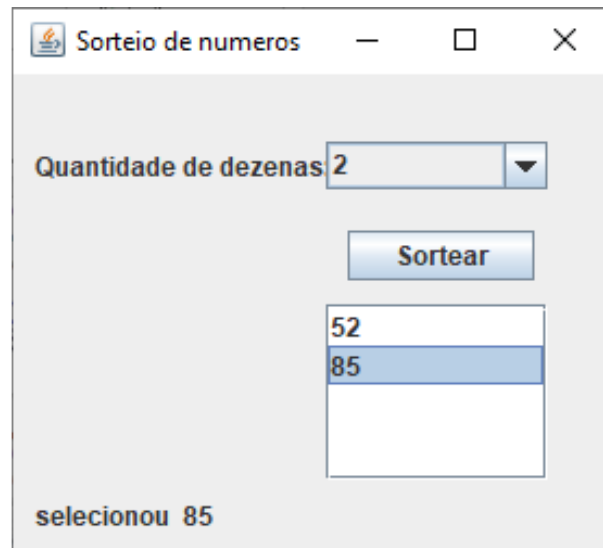 Sorteio de numeros
Quantidade de dezenas: 2
Sortear
52
85
selecionou 85